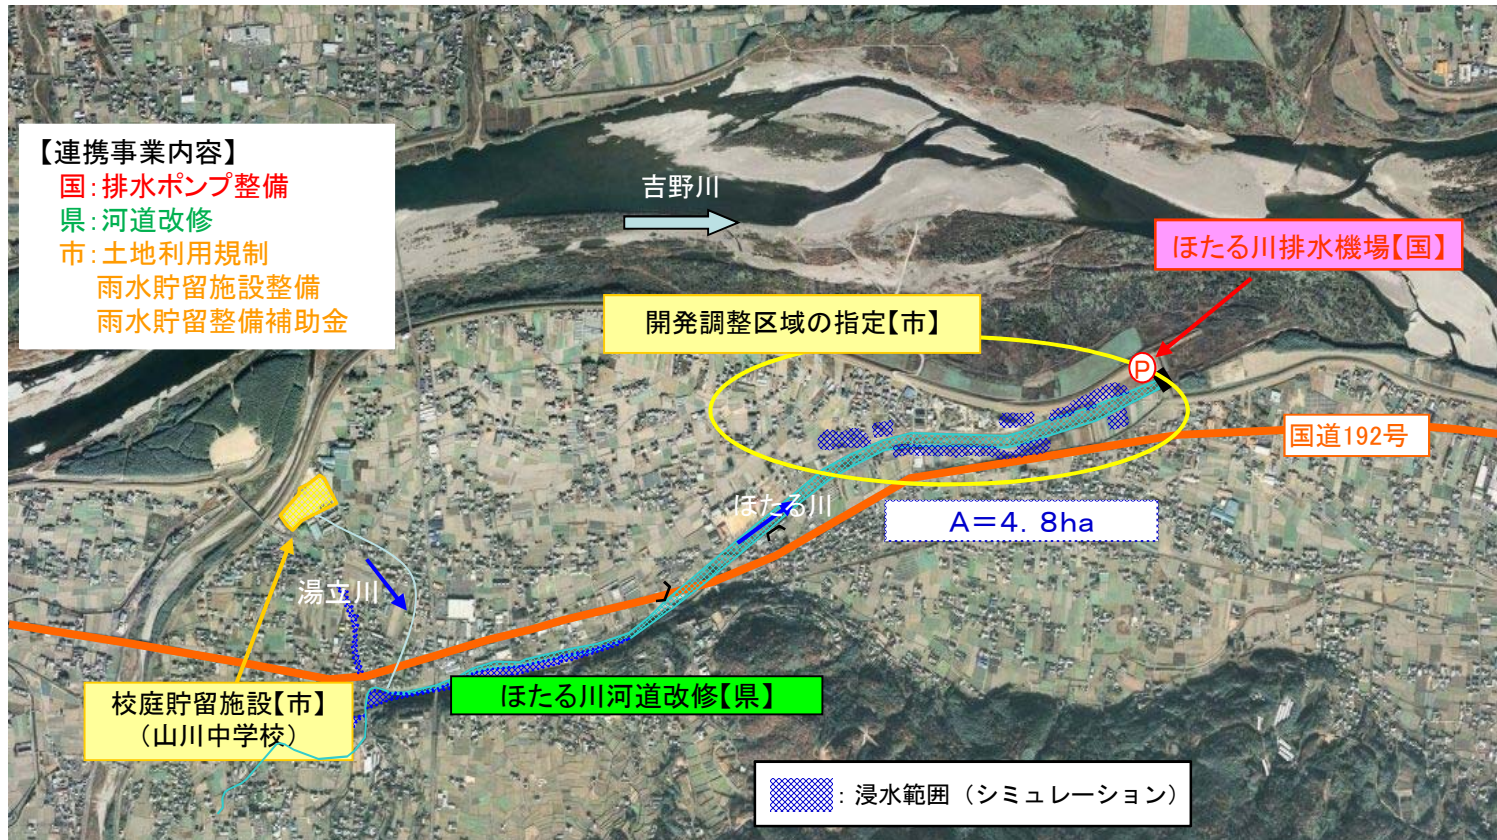 【連携事業内容】
国:排水ポンプ整備
県:河道改修
市:土地利用規制
雨水貯留施設整備
雨水貯留整備補助金
吉野川
ほたる川排水機場【国】
開発調整区域の指定【市】
P
国道192号
ほたる川
A=4.8ha
湯立川
校庭貯留施設【市】
(山川中学校)
ほたる川河道改修【県】
:浸水範囲(シミュレーション)